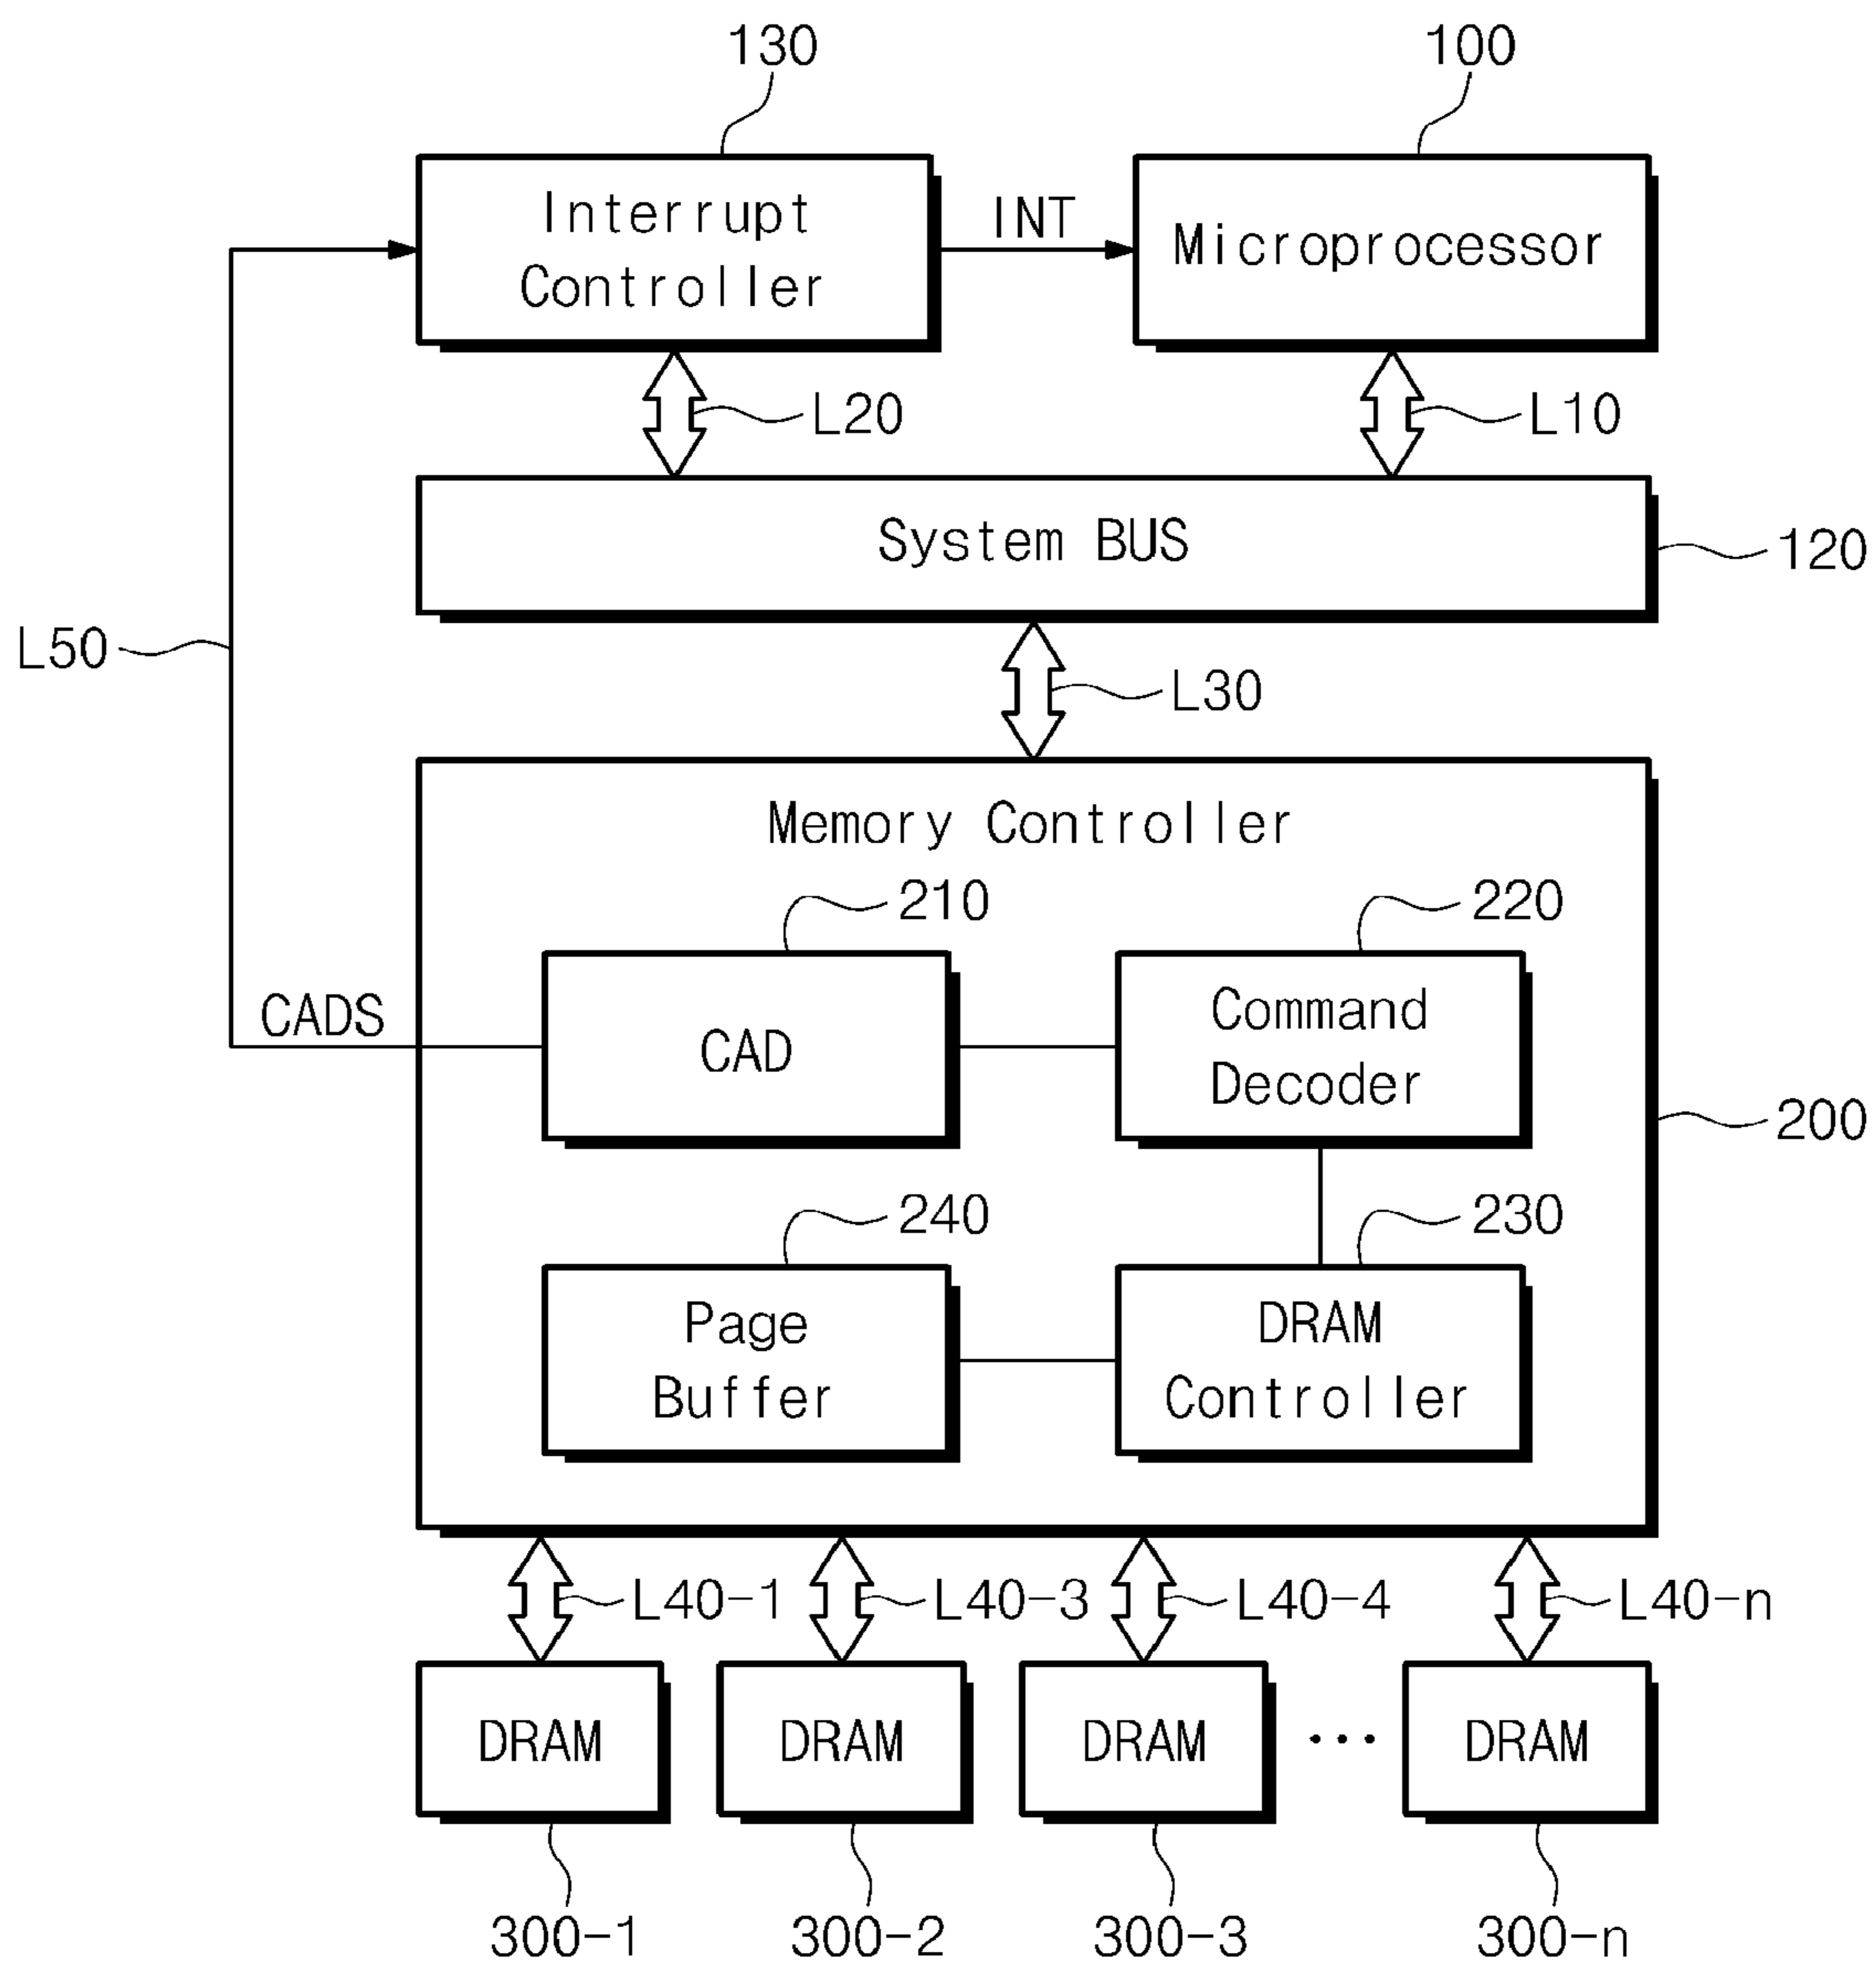 130
100
Interrupt
Controller
INT
Microprocessor
L20
L10
System BUS
120
L50
L30
Memory Controller
210
220
CADS
CAD
Command
Decoder
200
240
230
Page
Buffer
DRAM
Controller
L40-1
L40-3
L40-4
L40-n
DRAM
DRAM
DRAM
...
DRAM
300-1
300-2
300-3
300-n